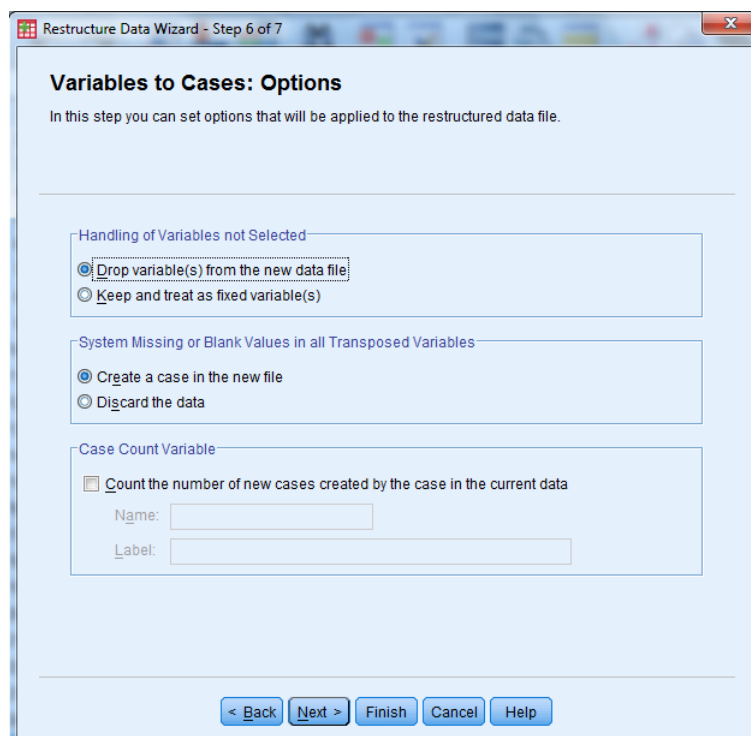 Restructure Data Wizard - Step 6 of 7
Variables to Cases: Options
In this step you can set options that will be applied to the restructured data file.
Handling of Variables not Selected
Drop variable(s) from the new data file
Keep and treat as fixed variable(s)
System Missing or Blank Values in all Transposed Variables
Create a case in the new file
Discard the data
Case Count Variable
Count the number of new cases created by the case in the current data
Name:
Label:
< Back Next > Finish Cancel Help